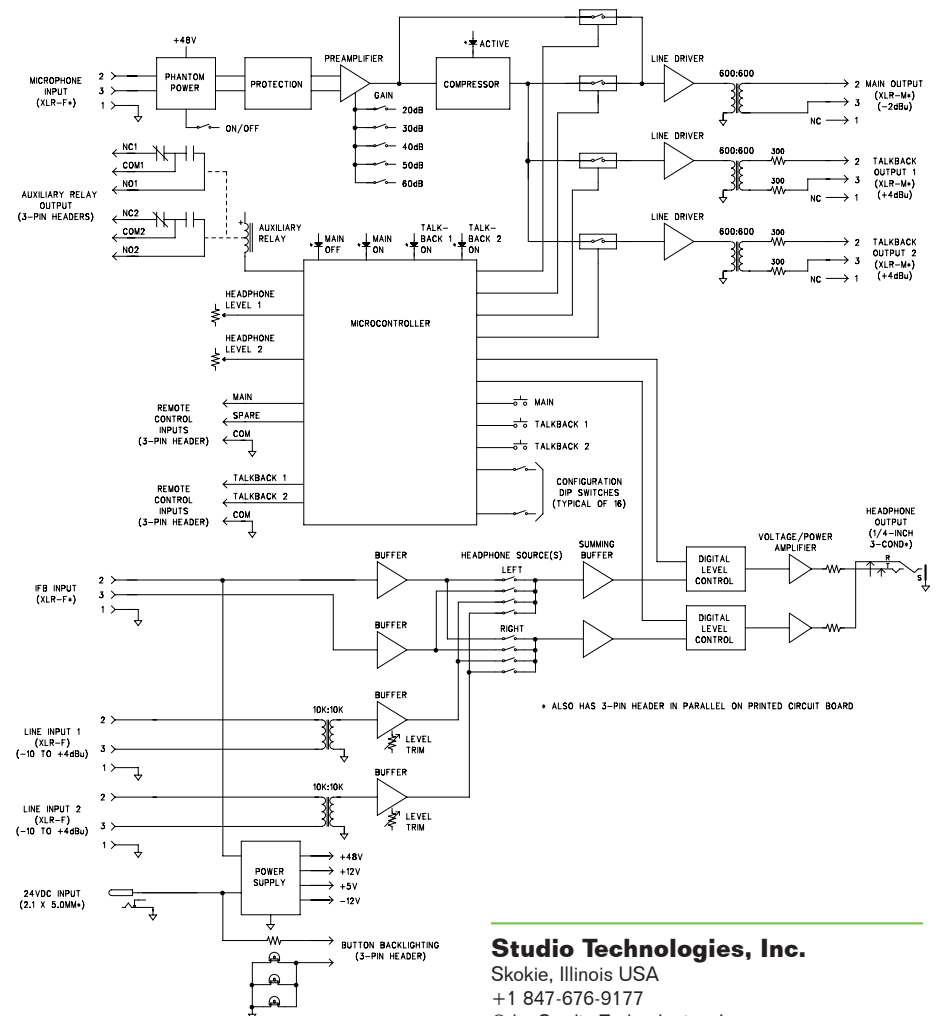 +48V
MICROPHONE
INPUT
(XLR-F*)
2
3
1
PHANTOM
POWER
ON/OFF
PROTECTION
PREAMPLIFIER
GAIN
20dB
30dB
40dB
50dB
60dB
ACTIVE
COMPRESSOR
LINE DRIVER
600:600
2 MAIN OUTPUT
3 (XLR-M*)
(-2dBu)
NC 1
LINE DRIVER
600:600
300
300
2 TALKBACK
OUTPUT 1
3 (XLR-M*)
(+4dBu)
NC 1
LINE DRIVER
600:600
300
300
2 TALKBACK
OUTPUT 2
3 (XLR-M*)
(+4dBu)
NC 1
NC1
COM1
NO1
AUXILIARY RELAY
OUTPUT
(3-PIN HEADERS)
NC2
COM2
NO2
+
AUXILIARY
RELAY
MAIN
OFF
MAIN
ON
TALK-
BACK 1
ON
TALK-
BACK 2
ON
MICROCONTROLLER
HEADPHONE
LEVEL 1
HEADPHONE
LEVEL 2
REMOTE
CONTROL
INPUTS
(3-PIN HEADER)
MAIN
SPARE
COM
REMOTE
CONTROL
INPUTS
(3-PIN HEADER)
TALKBACK 1
TALKBACK 2
COM
MAIN
TALKBACK 1
TALKBACK 2
CONFIGURATION
DIP SWITCHES
(TYPICAL OF 16)
IFB INPUT
(XLR-F*)
2
3
1
BUFFER
BUFFER
HEADPHONE SOURCE(S)
LEFT
RIGHT
SUMMING
BUFFER
DIGITAL
LEVEL
CONTROL
DIGITAL
LEVEL
CONTROL
VOLTAGE/POWER
AMPLIFIER
HEADPHONE
OUTPUT
(1/4-INCH
3-COND*)
R
T
S
* ALSO HAS 3-PIN HEADER IN PARALLEL ON PRINTED CIRCUIT BOARD
LINE INPUT 1
(XLR-F)
(-10 TO +4dBu)
2
3
1
10K:10K
BUFFER
LEVEL
TRIM
LINE INPUT 2
(XLR-F)
(-10 TO +4dBu)
2
3
1
10K:10K
BUFFER
LEVEL
TRIM
24VDC INPUT
(2.1 X 5.0MM*)
POWER
SUPPLY
+48V
+12V
+5V
-12V
BUTTON BACKLIGHTING
(3-PIN HEADER)
Studio Technologies, Inc.
Skokie, Illinois USA
+1 847-676-9177